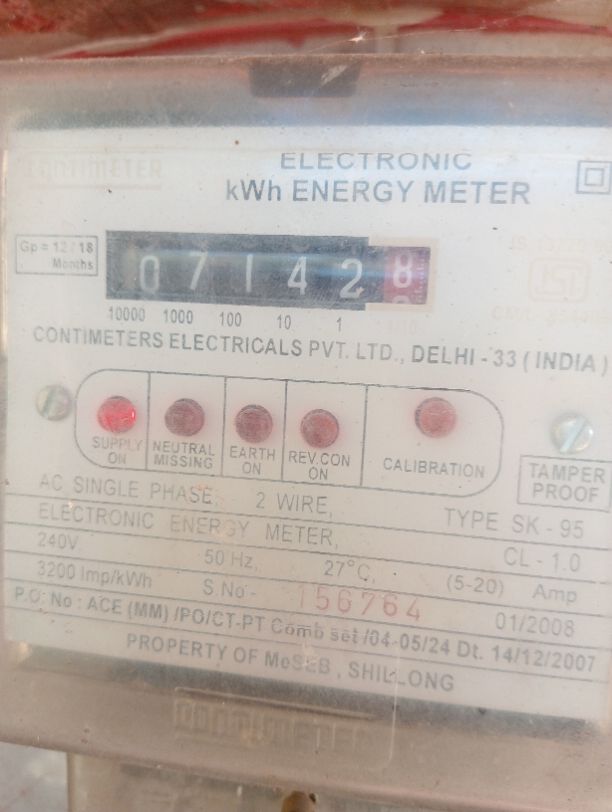 CONTIMETER
ELECTRONIC
kWh ENERGY METER
Gp = 12 / 18
Months
071428
10000 1000 100 10 1 1/10
CONTIMETERS ELECTRICALS PVT. LTD., DELHI - 33 ( INDIA )
SUPPLY ON
NEUTRAL MISSING
EARTH ON
REV.CON ON
CALIBRATION
TAMPER PROOF
AC SINGLE PHASE, 2 WIRE, TYPE SK - 95
ELECTRONIC ENERGY METER, CL - 1.0
240V 50 Hz, 27°C, (5-20) Amp
3200 Imp/kWh S.No - 156764 01/2008
P.O. No : ACE (MM) /PO/CT-PT Comb set /04-05/24 Dt. 14/12/2007
PROPERTY OF MeSEB , SHILLONG
CONTIMETER